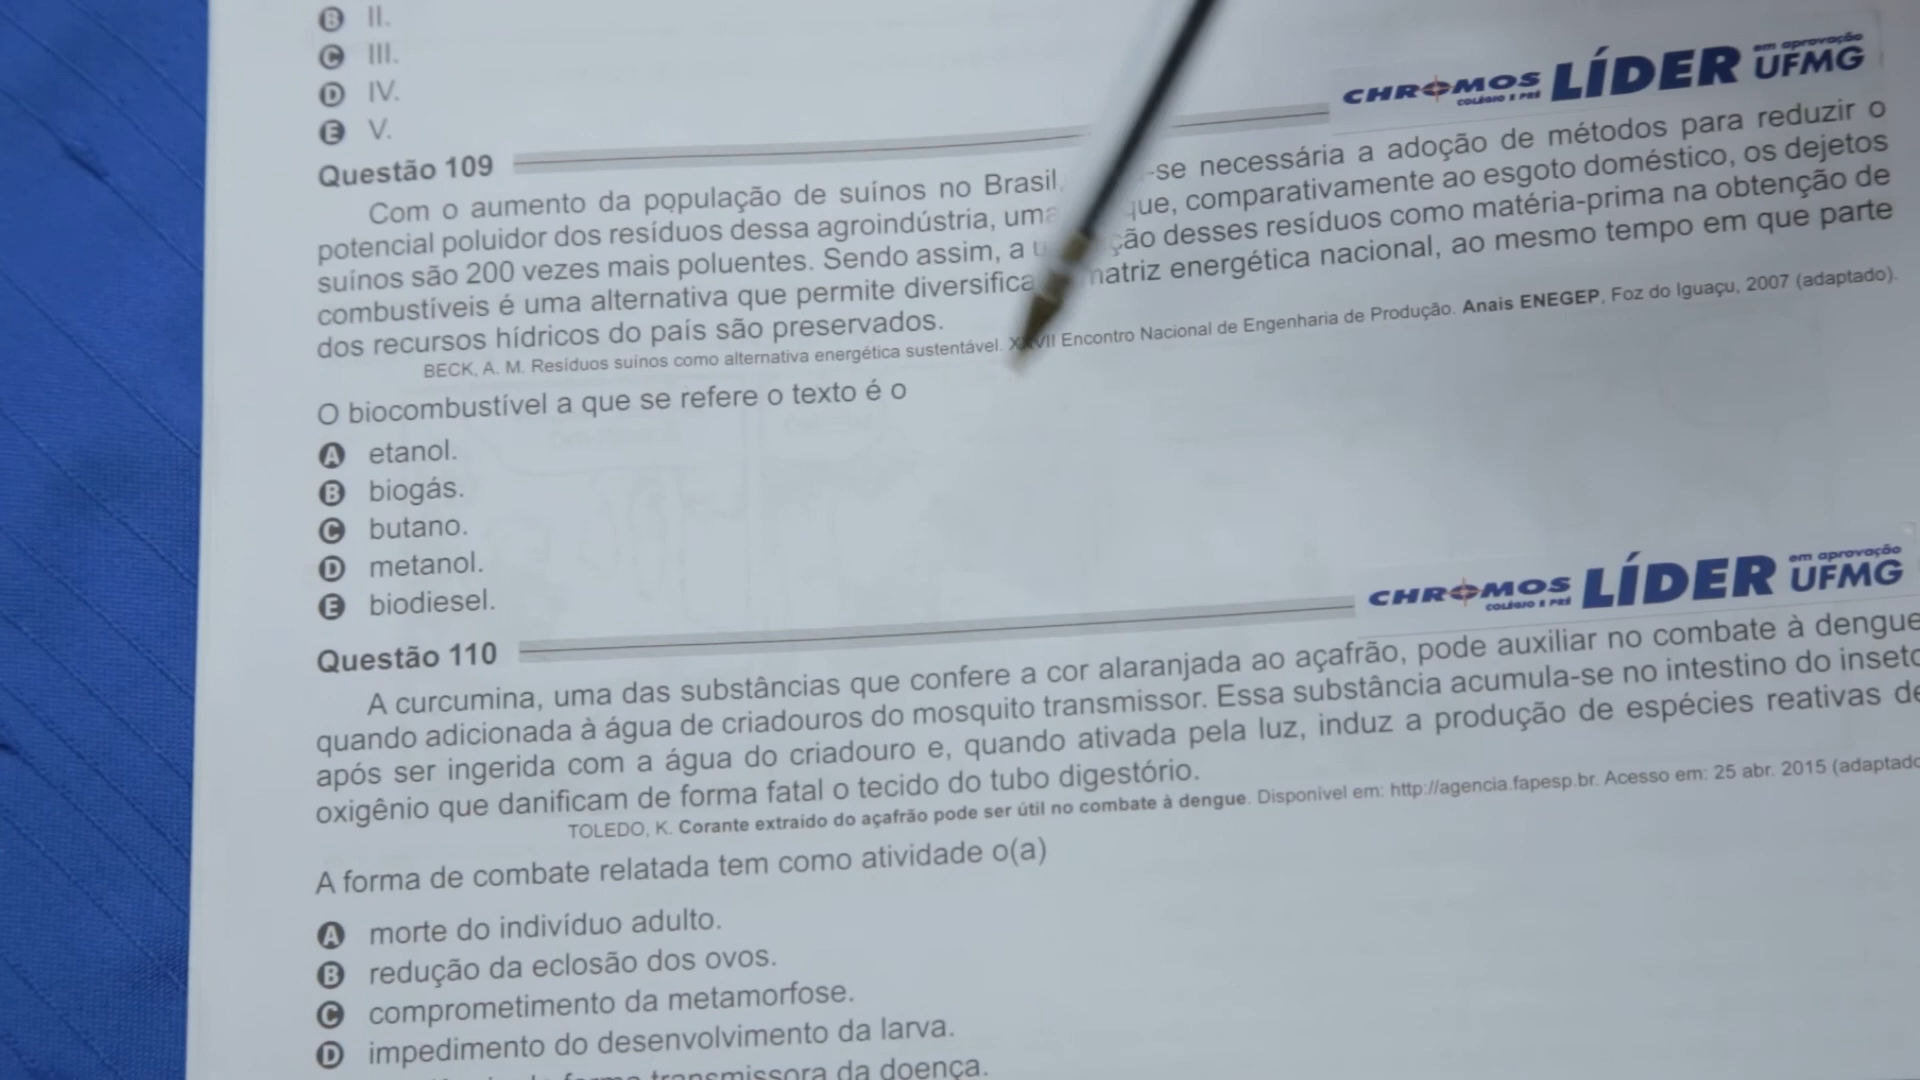 B II.
C III.
D IV.
E V.
CHROMOS COLÉGIO E PRÉ LÍDER em aprovação UFMG
Questão 109
Com o aumento da população de suínos no Brasil, -se necessária a adoção de métodos para reduzir o
potencial poluidor dos resíduos dessa agroindústria, uma que, comparativamente ao esgoto doméstico, os dejetos
suínos são 200 vezes mais poluentes. Sendo assim, a desses resíduos como matéria-prima na obtenção de
combustíveis é uma alternativa que permite diversifica matriz energética nacional, ao mesmo tempo em que parte
dos recursos hídricos do país são preservados.
BECK, A. M. Resíduos suínos como alternativa energética sustentável. XXVII Encontro Nacional de Engenharia de Produção. Anais ENEGEP, Foz do Iguaçu, 2007 (adaptado).
O biocombustível a que se refere o texto é o
A etanol.
B biogás.
C butano.
D metanol.
E biodiesel.
CHROMOS COLÉGIO E PRÉ LÍDER em aprovação UFMG
Questão 110
A curcumina, uma das substâncias que confere a cor alaranjada ao açafrão, pode auxiliar no combate à dengue
quando adicionada à água de criadouros do mosquito transmissor. Essa substância acumula-se no intestino do inseto
após ser ingerida com a água do criadouro e, quando ativada pela luz, induz a produção de espécies reativas de
oxigênio que danificam de forma fatal o tecido do tubo digestório.
TOLEDO, K. Corante extraído do açafrão pode ser útil no combate à dengue. Disponível em: http://agencia.fapesp.br. Acesso em: 25 abr. 2015 (adaptado
A forma de combate relatada tem como atividade o(a)
A morte do indivíduo adulto.
B redução da eclosão dos ovos.
C comprometimento da metamorfose.
D impedimento do desenvolvimento da larva.
transmissora da doença.